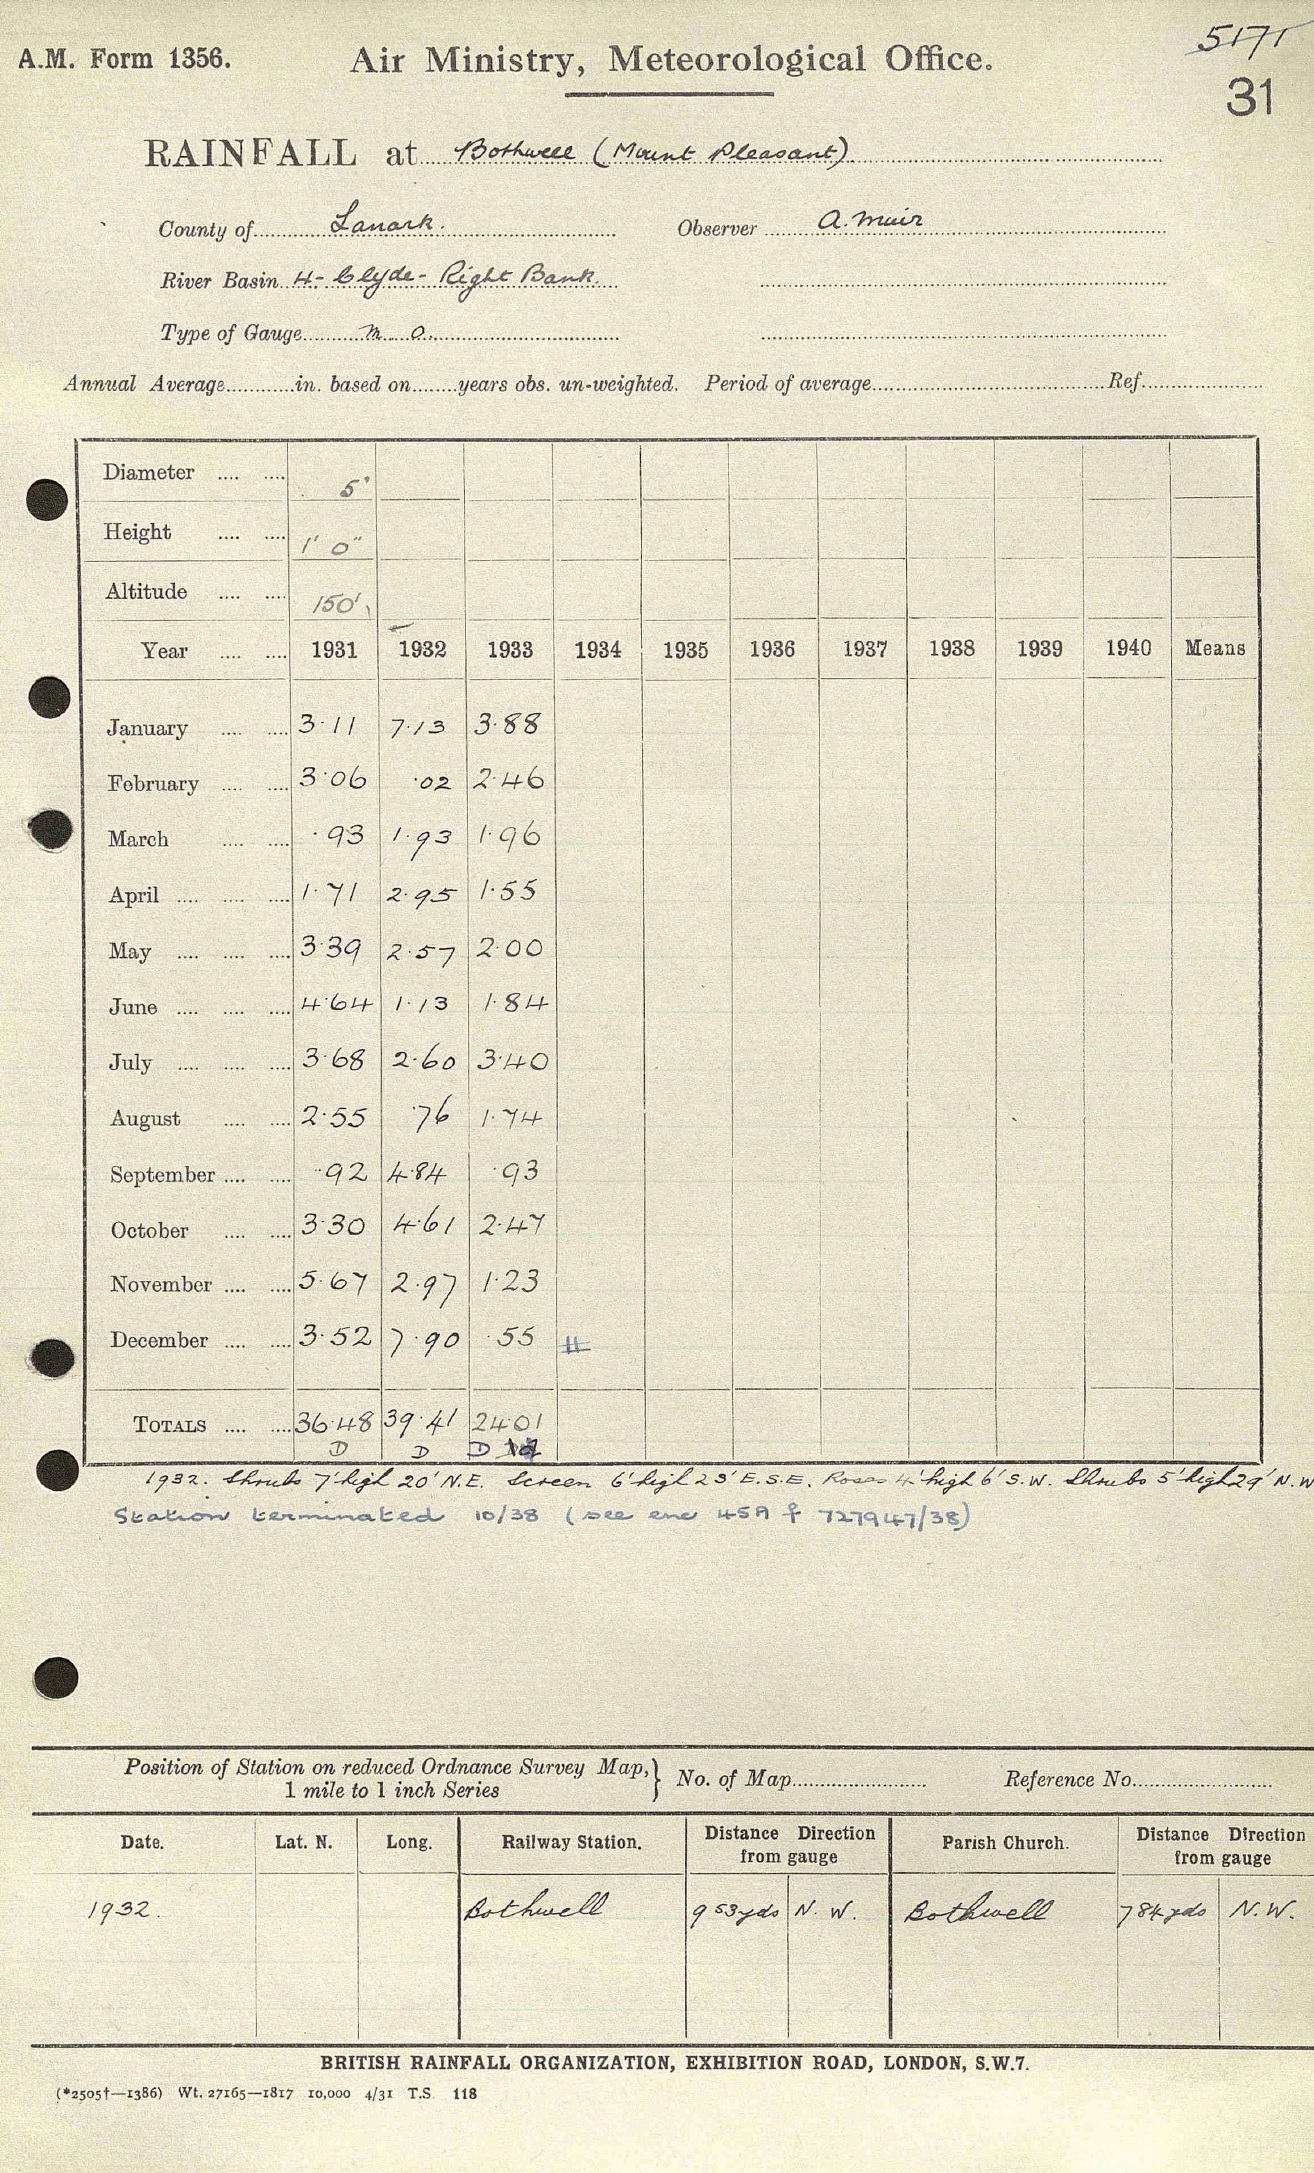 5171
A.M. Form 1356. Air Ministry, Meteorological Office.
31
RAINFALL at Bothwell (Mount Pleasant)
County of Lanark. Observer A. Muir
River Basin 4- Clyde- Right Bank.
Type of Gauge M O.
Annual Average in. based on years obs. un-weighted. Period of average Ref.
Diameter .... .... 5"
Height .... .... 1' 0"
Altitude .... .... 150'
Year .... .... 1931 1932 1933 1934 1935 1936 1937 1938 1939 1940 Means
January .... .... 3·11 7·13 3·88
February .... .... 3·06 ·02 2·46
March .... .... ·93 1·93 1·96
April .... .... .... 1·71 2·95 1·55
May .... .... .... 3·39 2·57 2·00
June .... .... .... 4·64 1·13 1·84
July .... .... .... 3·68 2·60 3·40
August .... .... 2·55 ·76 1·74
September .... .... ·92 4·84 ·93
October .... .... 3·30 4·61 2·47
November .... .... 5·67 2·97 1·23
December .... .... 3·52 7·90 ·55
TOTALS .... .... 36·48 39·41 24·01
D D D
1932. Shrubs 7' high 20' N.E. Screen 6' high 23' E.S.E. Roses 4' high 6' S.W. Shrubs 5' high 29' N.W
Station terminated 10/38 (see enc 45A f 727947/38)
Position of Station on reduced Ordnance Survey Map, 1 mile to 1 inch Series } No. of Map Reference No.
Date. Lat. N. Long. Railway Station. Distance Direction from gauge Parish Church. Distance Direction from gauge
1932. Bothwell 953 yds N. W. Bothwell 784 yds N.W.
BRITISH RAINFALL ORGANIZATION, EXHIBITION ROAD, LONDON, S.W.7.
(*2505†—1386) Wt. 27165—1817 10,000 4/31 T.S. 118